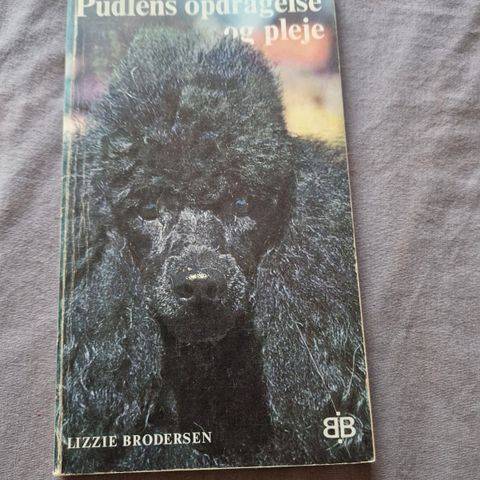 Pudlens opdragelse
og pleje
LIZZIE BRODERSEN
BB